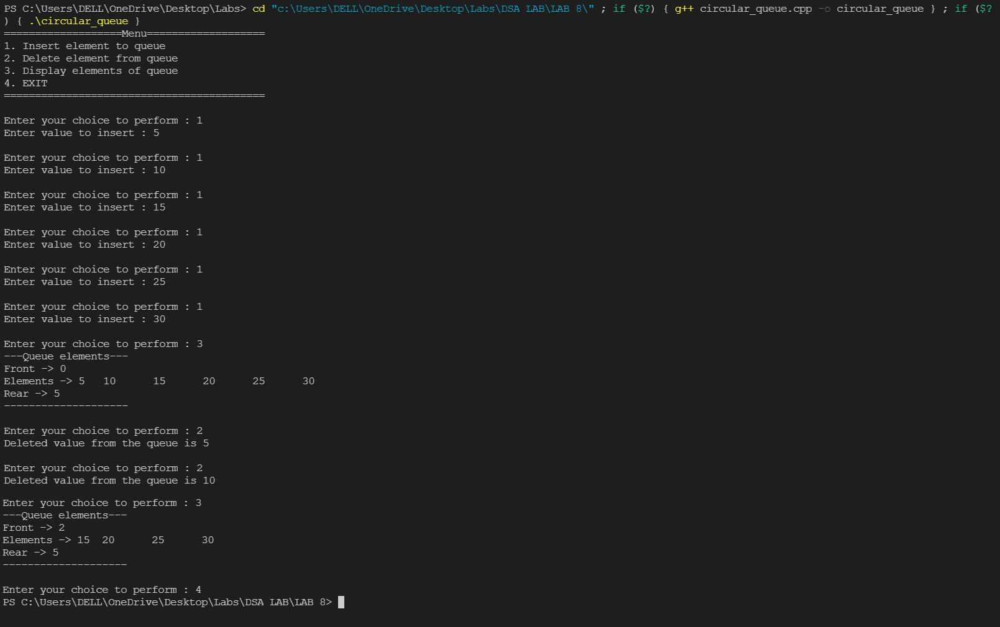 PS C:\Users\DELL\OneDrive\Desktop\Labs> cd "c:\Users\DELL\OneDrive\Desktop\Labs\DSA LAB\LAB 8\" ; if ($?) { g++ circular_queue.cpp -o circular_queue } ; if ($?
) { .\circular_queue }
===================Menu===================
1. Insert element to queue
2. Delete element from queue
3. Display elements of queue
4. EXIT
==========================================

Enter your choice to perform : 1
Enter value to insert : 5

Enter your choice to perform : 1
Enter value to insert : 10

Enter your choice to perform : 1
Enter value to insert : 15

Enter your choice to perform : 1
Enter value to insert : 20

Enter your choice to perform : 1
Enter value to insert : 25

Enter your choice to perform : 1
Enter value to insert : 30

Enter your choice to perform : 3
---Queue elements---
Front -> 0
Elements -> 5   10      15      20      25      30
Rear -> 5
--------------------

Enter your choice to perform : 2
Deleted value from the queue is 5

Enter your choice to perform : 2
Deleted value from the queue is 10

Enter your choice to perform : 3
---Queue elements---
Front -> 2
Elements -> 15  20      25      30
Rear -> 5
--------------------

Enter your choice to perform : 4
PS C:\Users\DELL\OneDrive\Desktop\Labs\DSA LAB\LAB 8>